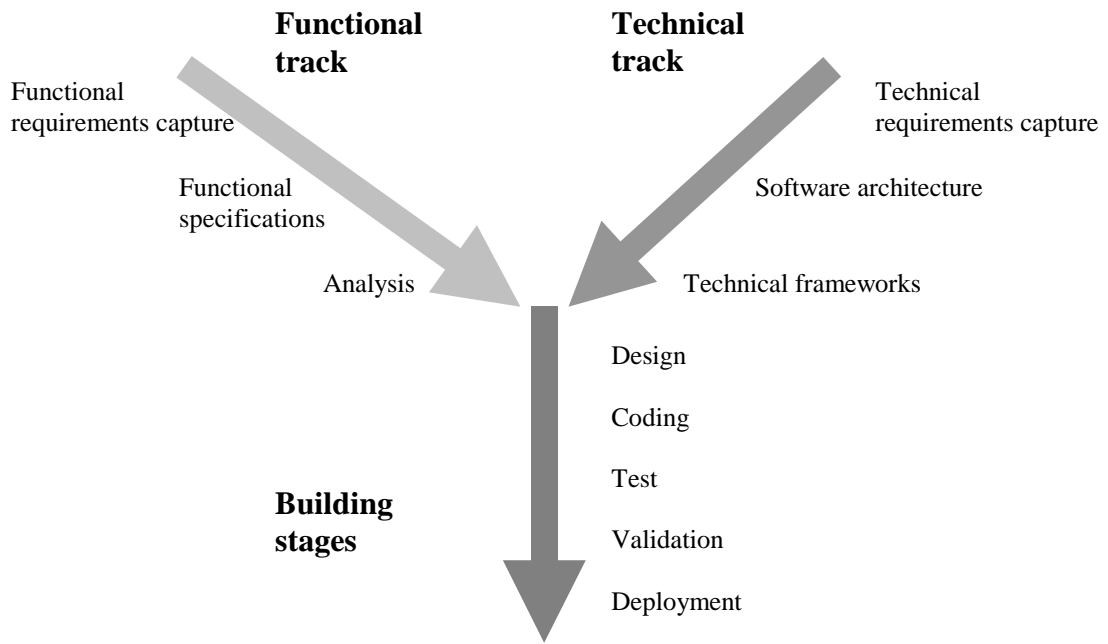 Functional
track
Technical
track
Functional
requirements capture
Technical
requirements capture
Functional
specifications
Software architecture
Analysis
Technical frameworks
Design
Coding
Test
Building
stages
Validation
Deployment